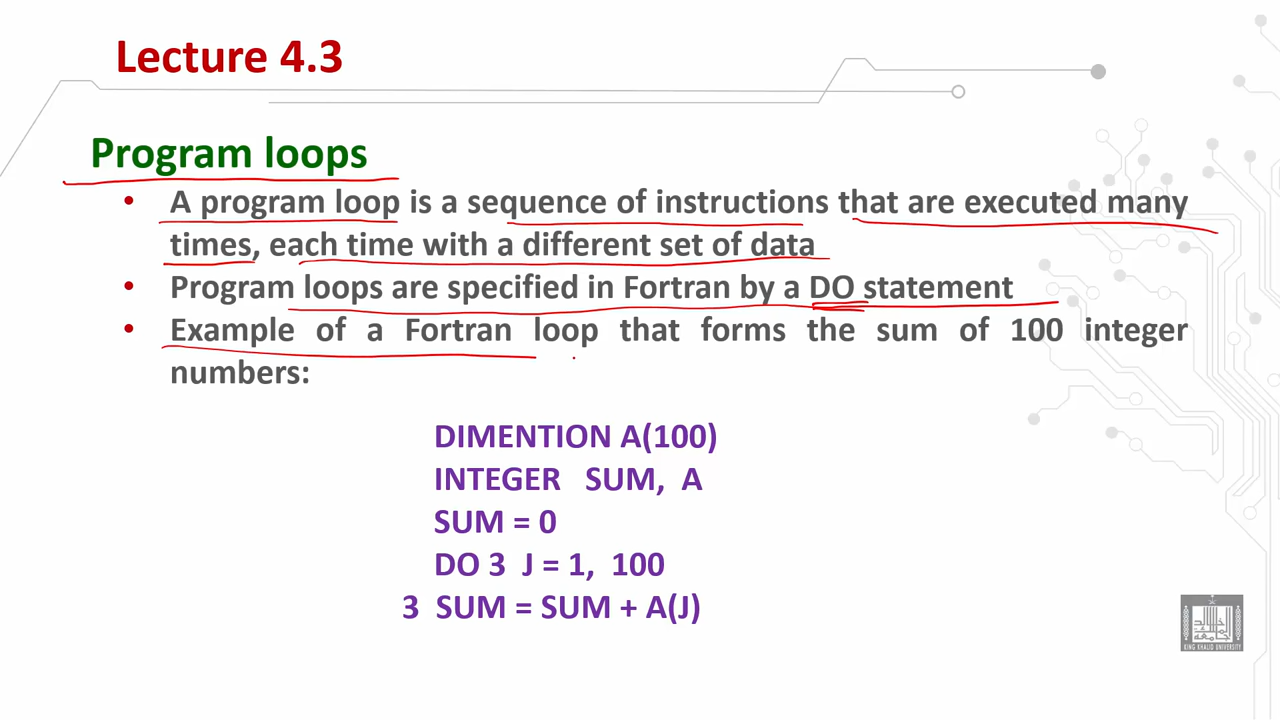 Lecture 4.3
Program loops
• A program loop is a sequence of instructions that are executed many
times, each time with a different set of data
• Program loops are specified in Fortran by a DO statement
• Example of a Fortran loop that forms the sum of 100 integer
numbers:
DIMENTION A(100)
INTEGER SUM, A
SUM = 0
DO 3 J = 1, 100
3 SUM = SUM + A(J)
KING KHALID UNIVERSITY